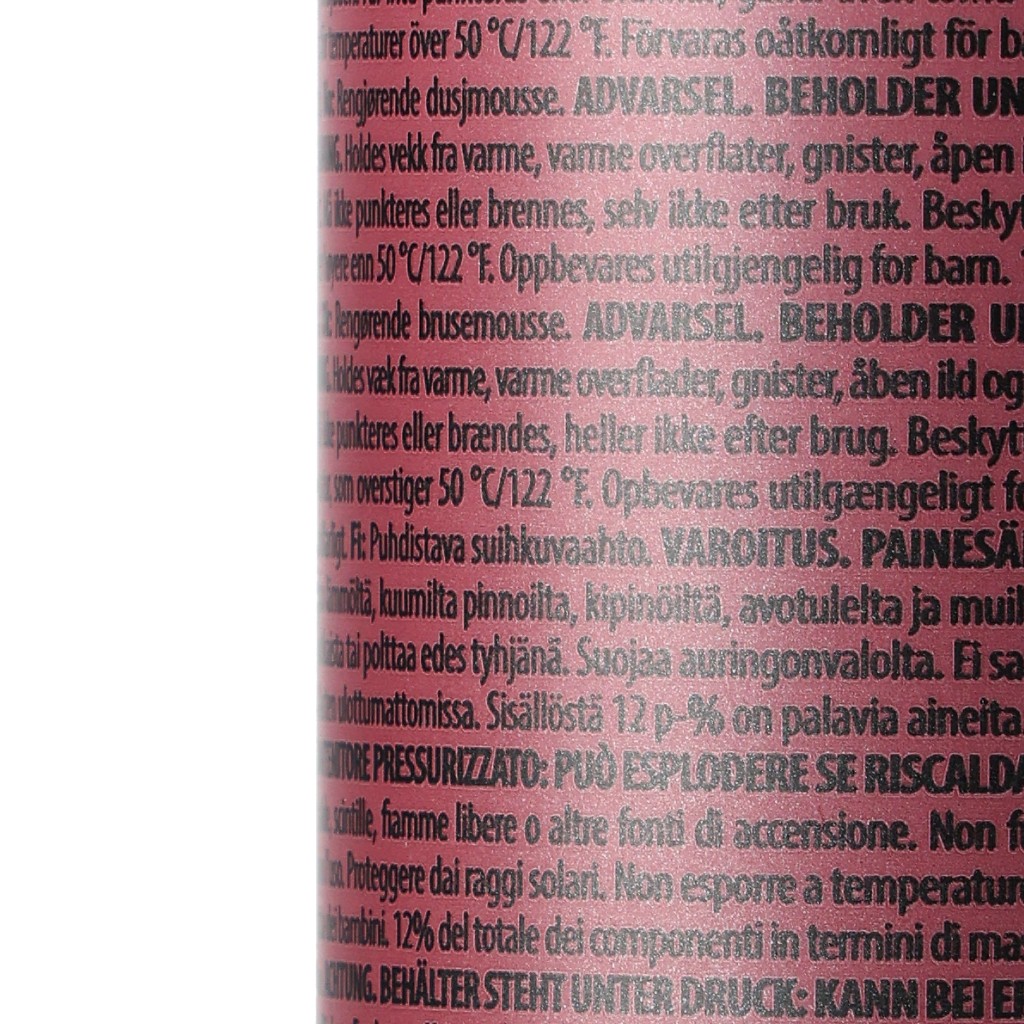 temperaturer över 50 °C/122 °F. Förvaras oåtkomligt för
Rengjørende dusjmousse. ADVARSEL. BEHOLDER UN
Holdes vekk fra varme, varme overflater, gnister, åpen
ikke punkteres eller brennes, selv ikke etter bruk. Besky
enn 50 °C/122 °F. Oppbevares utilgjengelig for barn.
Rengørende brusemousse. ADVARSEL. BEHOLDER U
Holdes væk fra varme, varme overflader, gnister, åben ild og
punkteres eller brændes, heller ikke efter brug. Beskyt
som overstiger 50 °C/122 °F. Opbevares utilgængeligt
FI: Puhdistava suihkuvaahto. VAROITUS. PAINESÄ
kuumilta pinnoilta, kipinöiltä, avotulelta ja mui
tai polttaa edes tyhjänä. Suojaa auringonvalolta. Ei sa
ulottumattomissa. Sisällöstä 12 p-% on palavia aineita.
PRESSURIZZATO: PUÒ ESPLODERE SE RISCALDA
scintille, fiamme libere o altre fonti di accensione. Non
Proteggere dai raggi solari. Non esporre a temperatur
bambini. 12% del totale dei componenti in termini di mas
ACHTUNG. BEHÄLTER STEHT UNTER DRUCK: KANN BEI